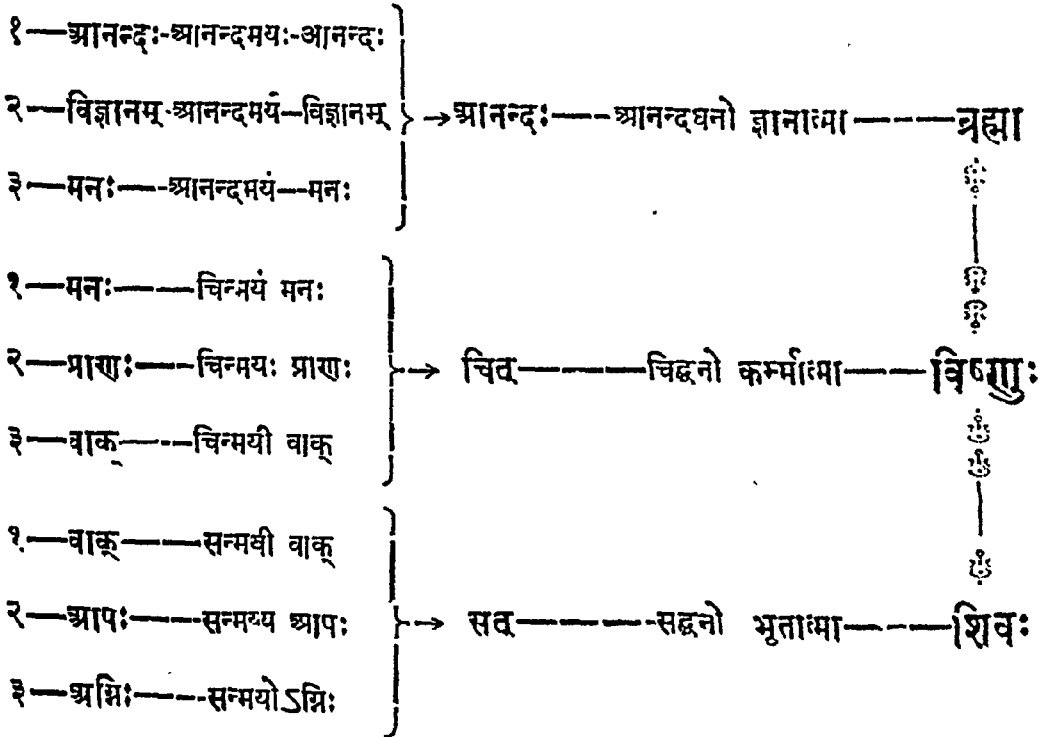 १—आनन्दः-आनन्दमयः-आनन्दः
२—विज्ञानम्-आनन्दमयं—विज्ञानम् → आनन्दः—–आनन्दघनो ज्ञानात्मा———ब्रह्मा
३—मनः—-आनन्दमयं—मनः
१—मनः———चिन्मयं मनः
२—प्राणः———चिन्मयः प्राणः → चित्————चिद्घनो कर्म्मात्मा———विष्णुः
३—वाक्——चिन्मयी वाक्
१—वाक्———सन्मयी वाक्
२—आपः———सन्मय्य आपः → सत्————सद्घनो भूतात्मा———शिवः
३—अग्निः———सन्मयोऽग्निः